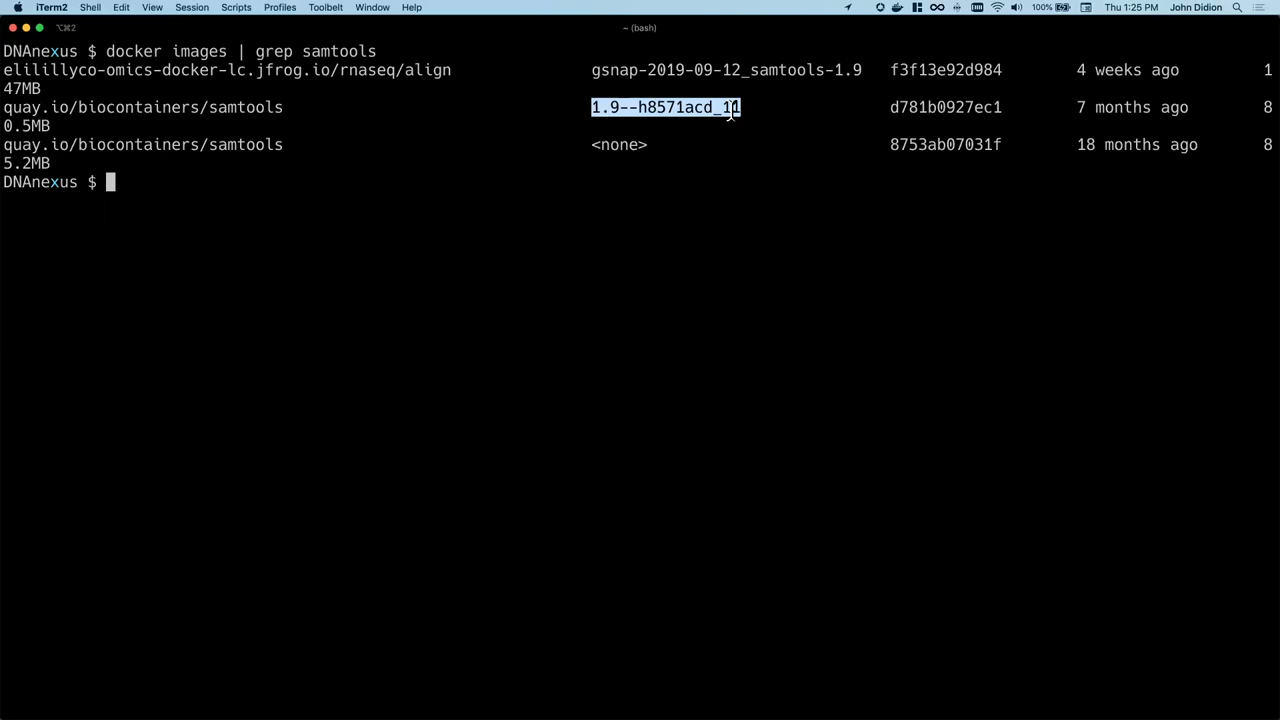 iTerm2 Shell Edit View Session Scripts Profiles Toolbelt Window Help 100% Thu 1:25 PM John Didion
⌥⌘2 ~ (bash)
DNAnexus $ docker images | grep samtools
elilillyco-omics-docker-lc.jfrog.io/rnaseq/align gsnap-2019-09-12_samtools-1.9 f3f13e92d984 4 weeks ago 1
47MB
quay.io/biocontainers/samtools 1.9--h8571acd_11 d781b0927ec1 7 months ago 8
0.5MB
quay.io/biocontainers/samtools <none> 8753ab07031f 18 months ago 8
5.2MB
DNAnexus $